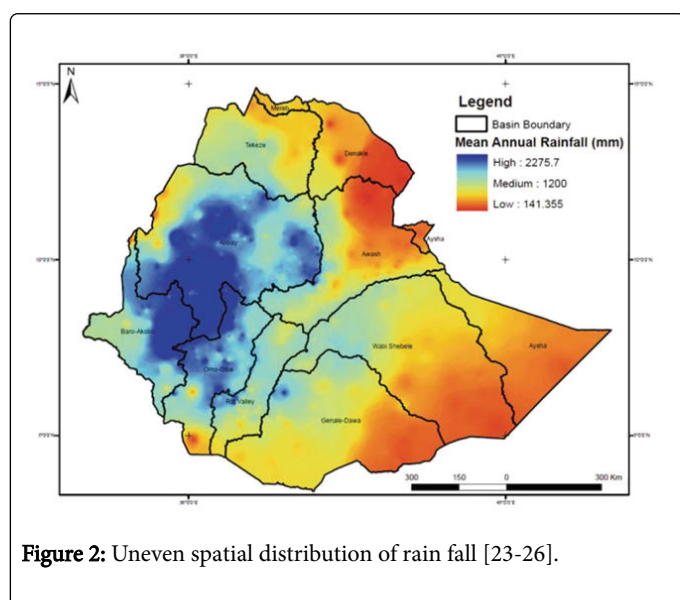 N
Legend
Basin Boundary
Mean Annual Rainfall (mm)
High : 2275.7
Medium : 1200
Low : 141.355
Mereb
Tekeze
Denakle
Abbay
Awash
Aysha
Baro-Akobo
Wabi Shebele
Aysha
Omo-Gibe
Rift Valley
Genale-Dawa
300 150 0 300 Km
Figure 2: Uneven spatial distribution of rain fall [23-26].